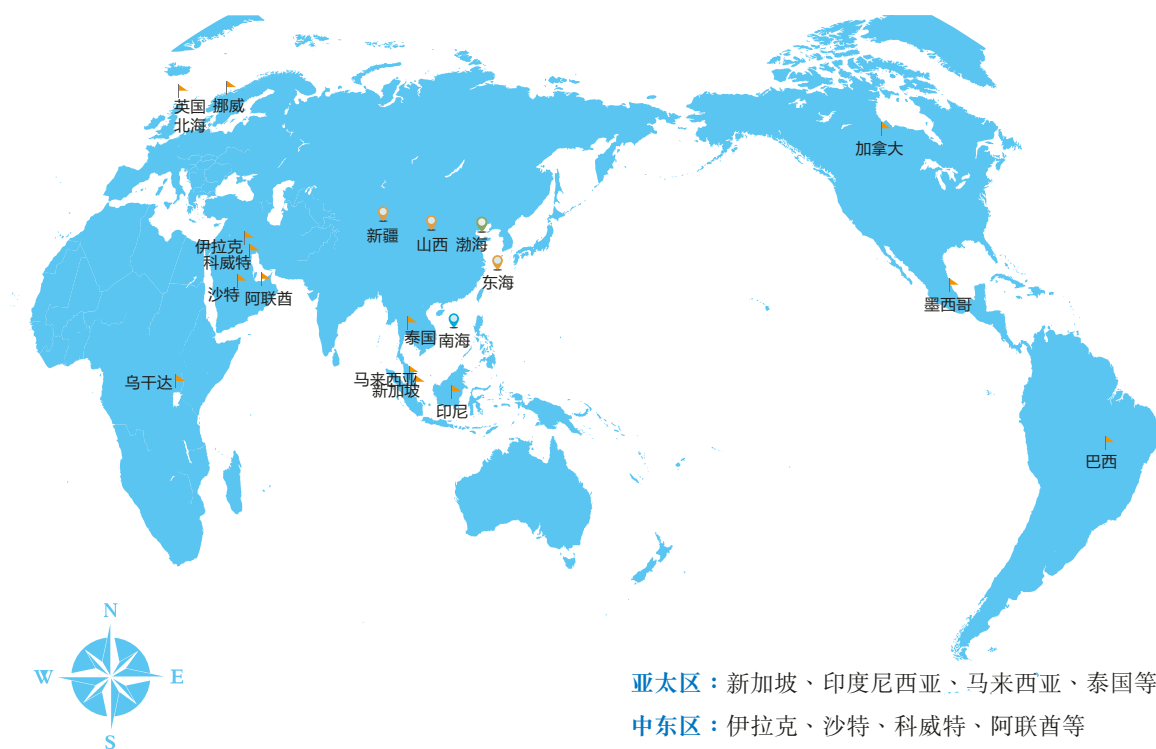 英国
北海
挪威
加拿大
新疆
山西
渤海
伊拉克
科威特
东海
沙特
阿联酋
墨西哥
泰国
南海
马来西亚
乌干达
新加坡
印尼
巴西
N
W
E
S
亚太区：新加坡、印度尼西亚、马来西亚、泰国等
中东区：伊拉克、沙特、科威特、阿联酋等